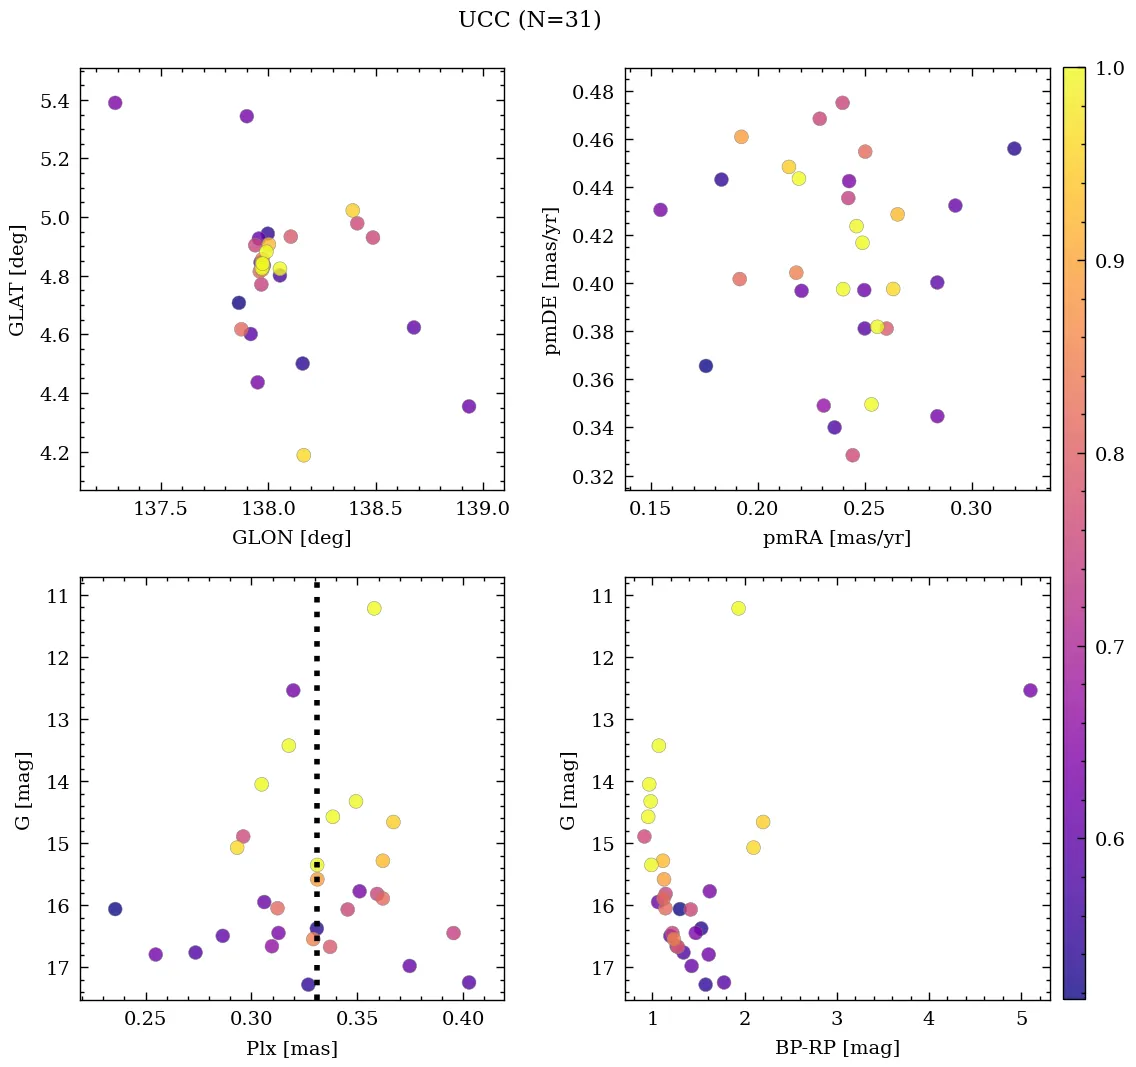 UCC (N=31)
5.4
5.2
5.0
4.8
4.6
4.4
4.2
GLAT [deg]
137.5 138.0 138.5 139.0
GLON [deg]
0.48
0.46
0.44
0.42
0.40
0.38
0.36
0.34
0.32
pmDE [mas/yr]
0.15 0.20 0.25 0.30
pmRA [mas/yr]
1.0
0.9
0.8
0.7
0.6
11
12
13
14
15
16
17
G [mag]
0.25 0.30 0.35 0.40
Plx [mas]
11
12
13
14
15
16
17
G [mag]
1 2 3 4 5
BP-RP [mag]